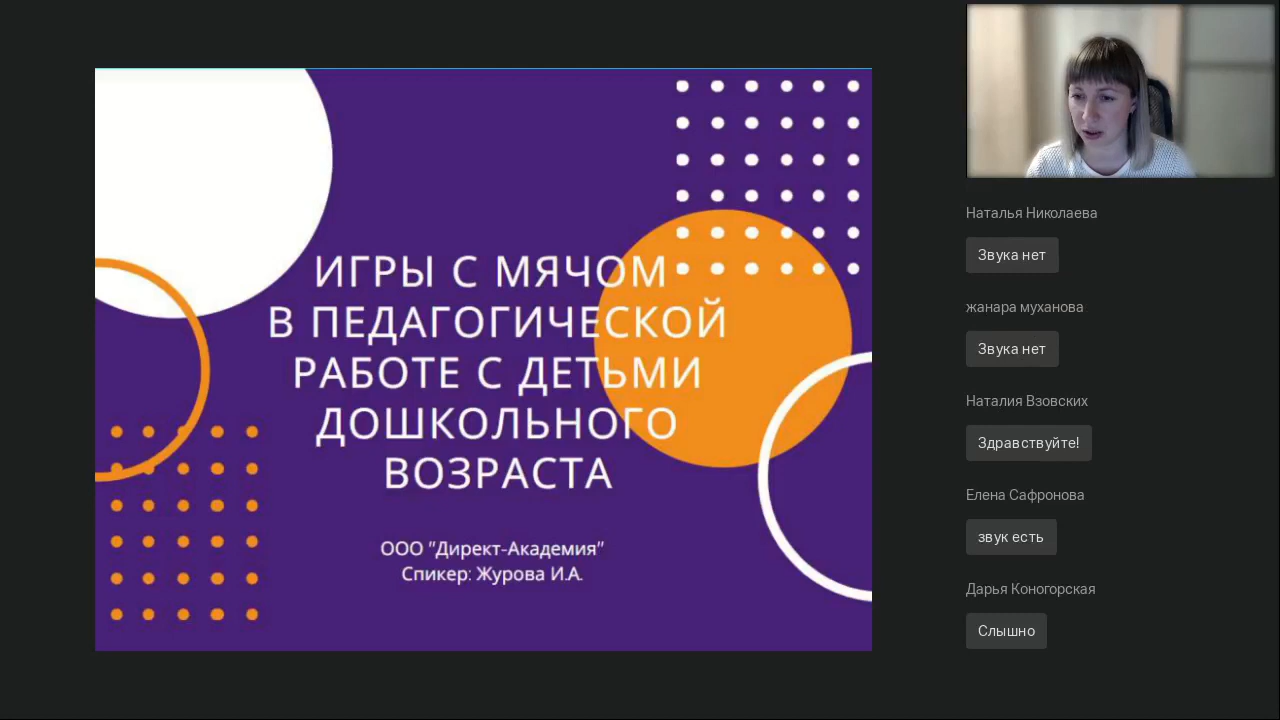 ИГРЫ С МЯЧОМ
В ПЕДАГОГИЧЕСКОЙ
РАБОТЕ С ДЕТЬМИ
ДОШКОЛЬНОГО
ВОЗРАСТА
ООО "Директ-Академия"
Спикер: Журова И.А.
Наталья Николаева
Звука нет
жанара муханова
Звука нет
Наталия Взовских
Здравствуйте!
Елена Сафронова
звук есть
Дарья Коногорская
Слышно